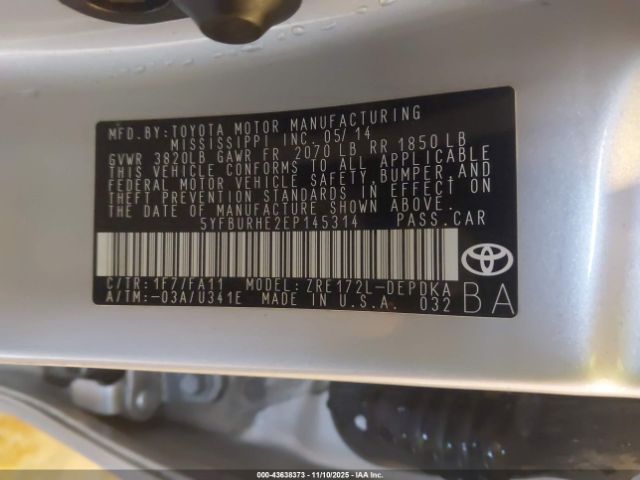 MFD. BY: TOYOTA MOTOR MANUFACTURING
MISSISSIPPI INC 05/14
GVWR 3820LB GAWR FR 2070 LB RR 1850 LB
THIS VEHICLE CONFORMS TO ALL APPLICABLE
FEDERAL MOTOR VEHICLE SAFETY, BUMPER, AND
THEFT PREVENTION STANDARDS IN EFFECT ON
THE DATE OF MANUFACTURE SHOWN ABOVE.
5YFBURHE2EP145314 PASS. CAR
C/TR: 1F77/FA11 MODEL: ZRE172L-DEPDKA
A/TM: -03A/U341E MADE IN U.S.A. 032
BA
000-43638373 - 11/10/2025 - IAA Inc.